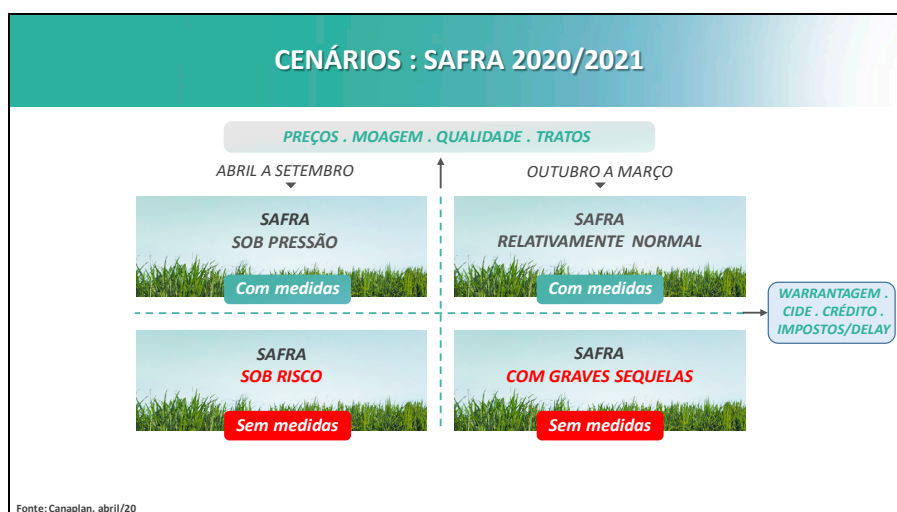 CENÁRIOS : SAFRA 2020/2021
PREÇOS . MOAGEM . QUALIDADE . TRATOS
ABRIL A SETEMBRO
OUTUBRO A MARÇO
SAFRA
SOB PRESSÃO
Com medidas
SAFRA
RELATIVAMENTE NORMAL
Com medidas
WARRANTAGEM .
CIDE . CRÉDITO .
IMPOSTOS/DELAY
SAFRA
SOB RISCO
Sem medidas
SAFRA
COM GRAVES SEQUELAS
Sem medidas
Fonte: Canaplan, abril/20